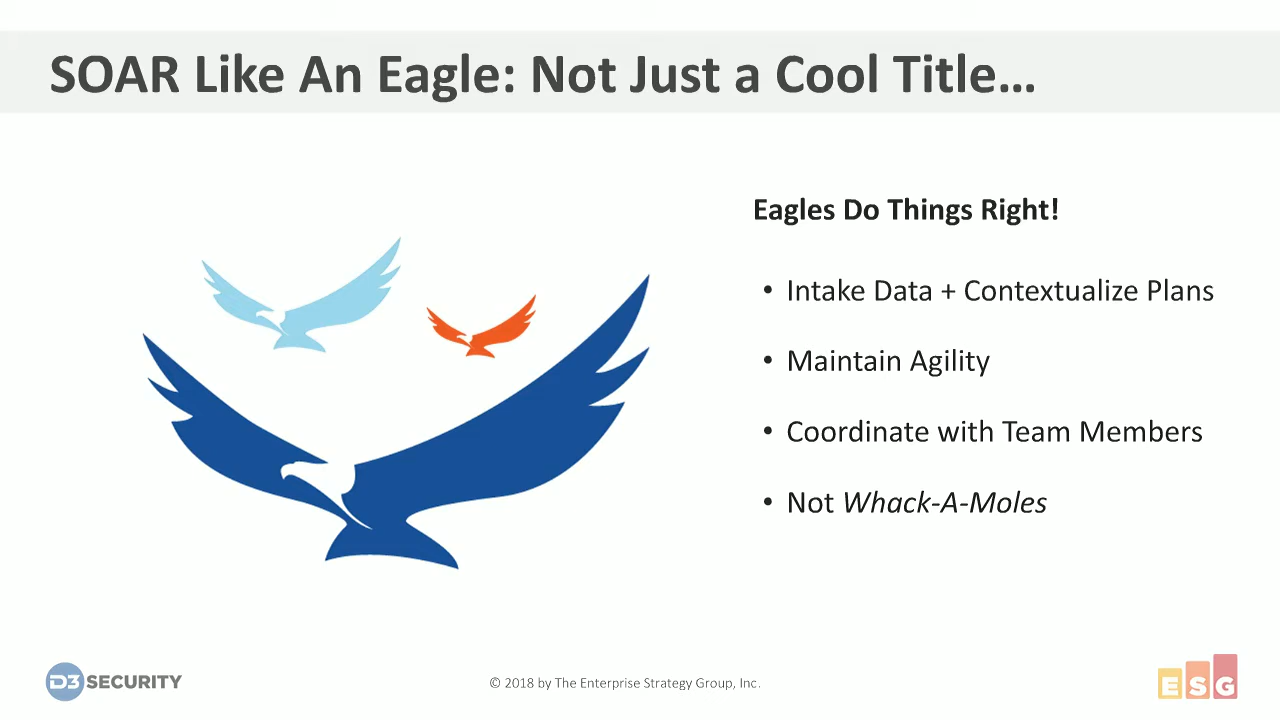 SOAR Like An Eagle: Not Just a Cool Title…
Eagles Do Things Right!
• Intake Data + Contextualize Plans
• Maintain Agility
• Coordinate with Team Members
• Not Whack-A-Moles
D3 SECURITY
© 2018 by The Enterprise Strategy Group, Inc.
ESG